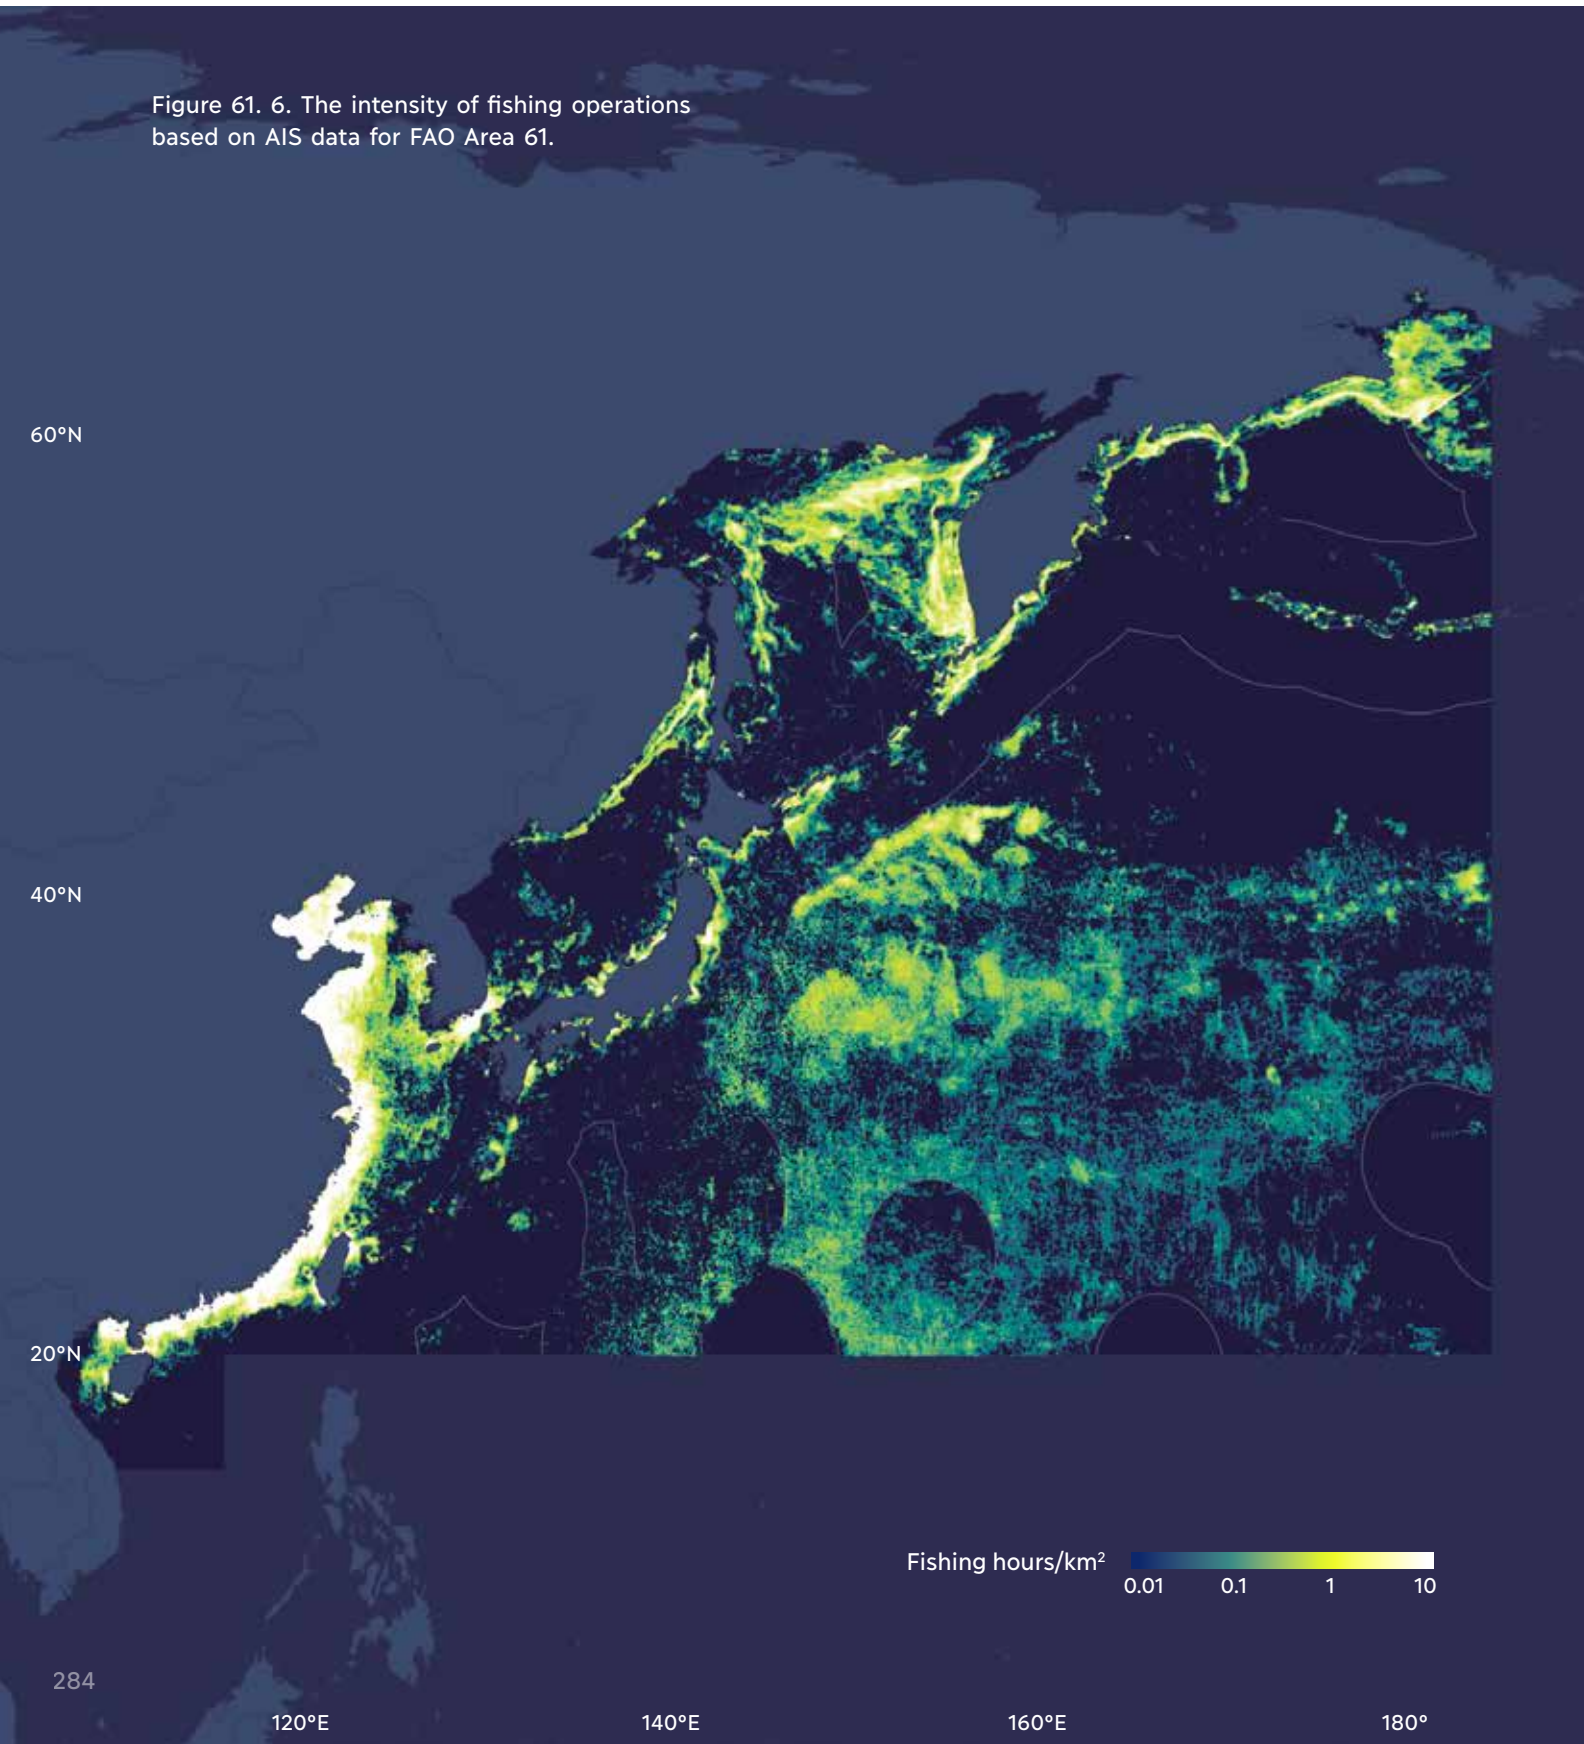 Figure 61. 6. The intensity of fishing operations
based on AIS data for FAO Area 61.
60°N
40°N
20°N
Fishing hours/km²
0.01 0.1 1 10
284
120°E 140°E 160°E 180°